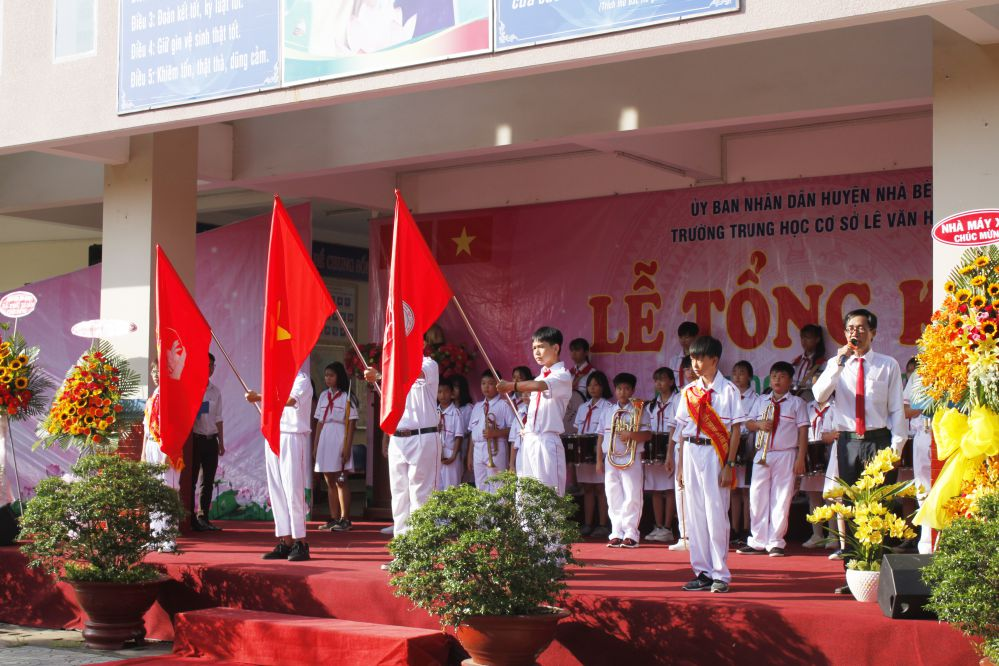 Điều 3: Đoàn kết tốt, kỷ luật tốt.
Điều 4: Giữ gìn vệ sinh thật tốt.
Điều 5: Khiêm tốn, thật thà, dũng cảm.
ỦY BAN NHÂN DÂN HUYỆN NHÀ BÈ
TRƯỜNG TRUNG HỌC CƠ SỞ LÊ VĂN H
LỄ TỔNG K
NHÀ MÁY X
CHÚC MỪN